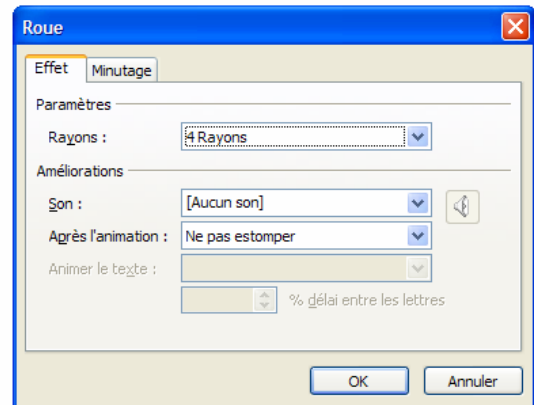 Roue
Effet Minutage
Paramètres
Rayons : 4 Rayons
Améliorations
Son : [Aucun son]
Après l'animation : Ne pas estomper
Animer le texte :
% délai entre les lettres
OK Annuler